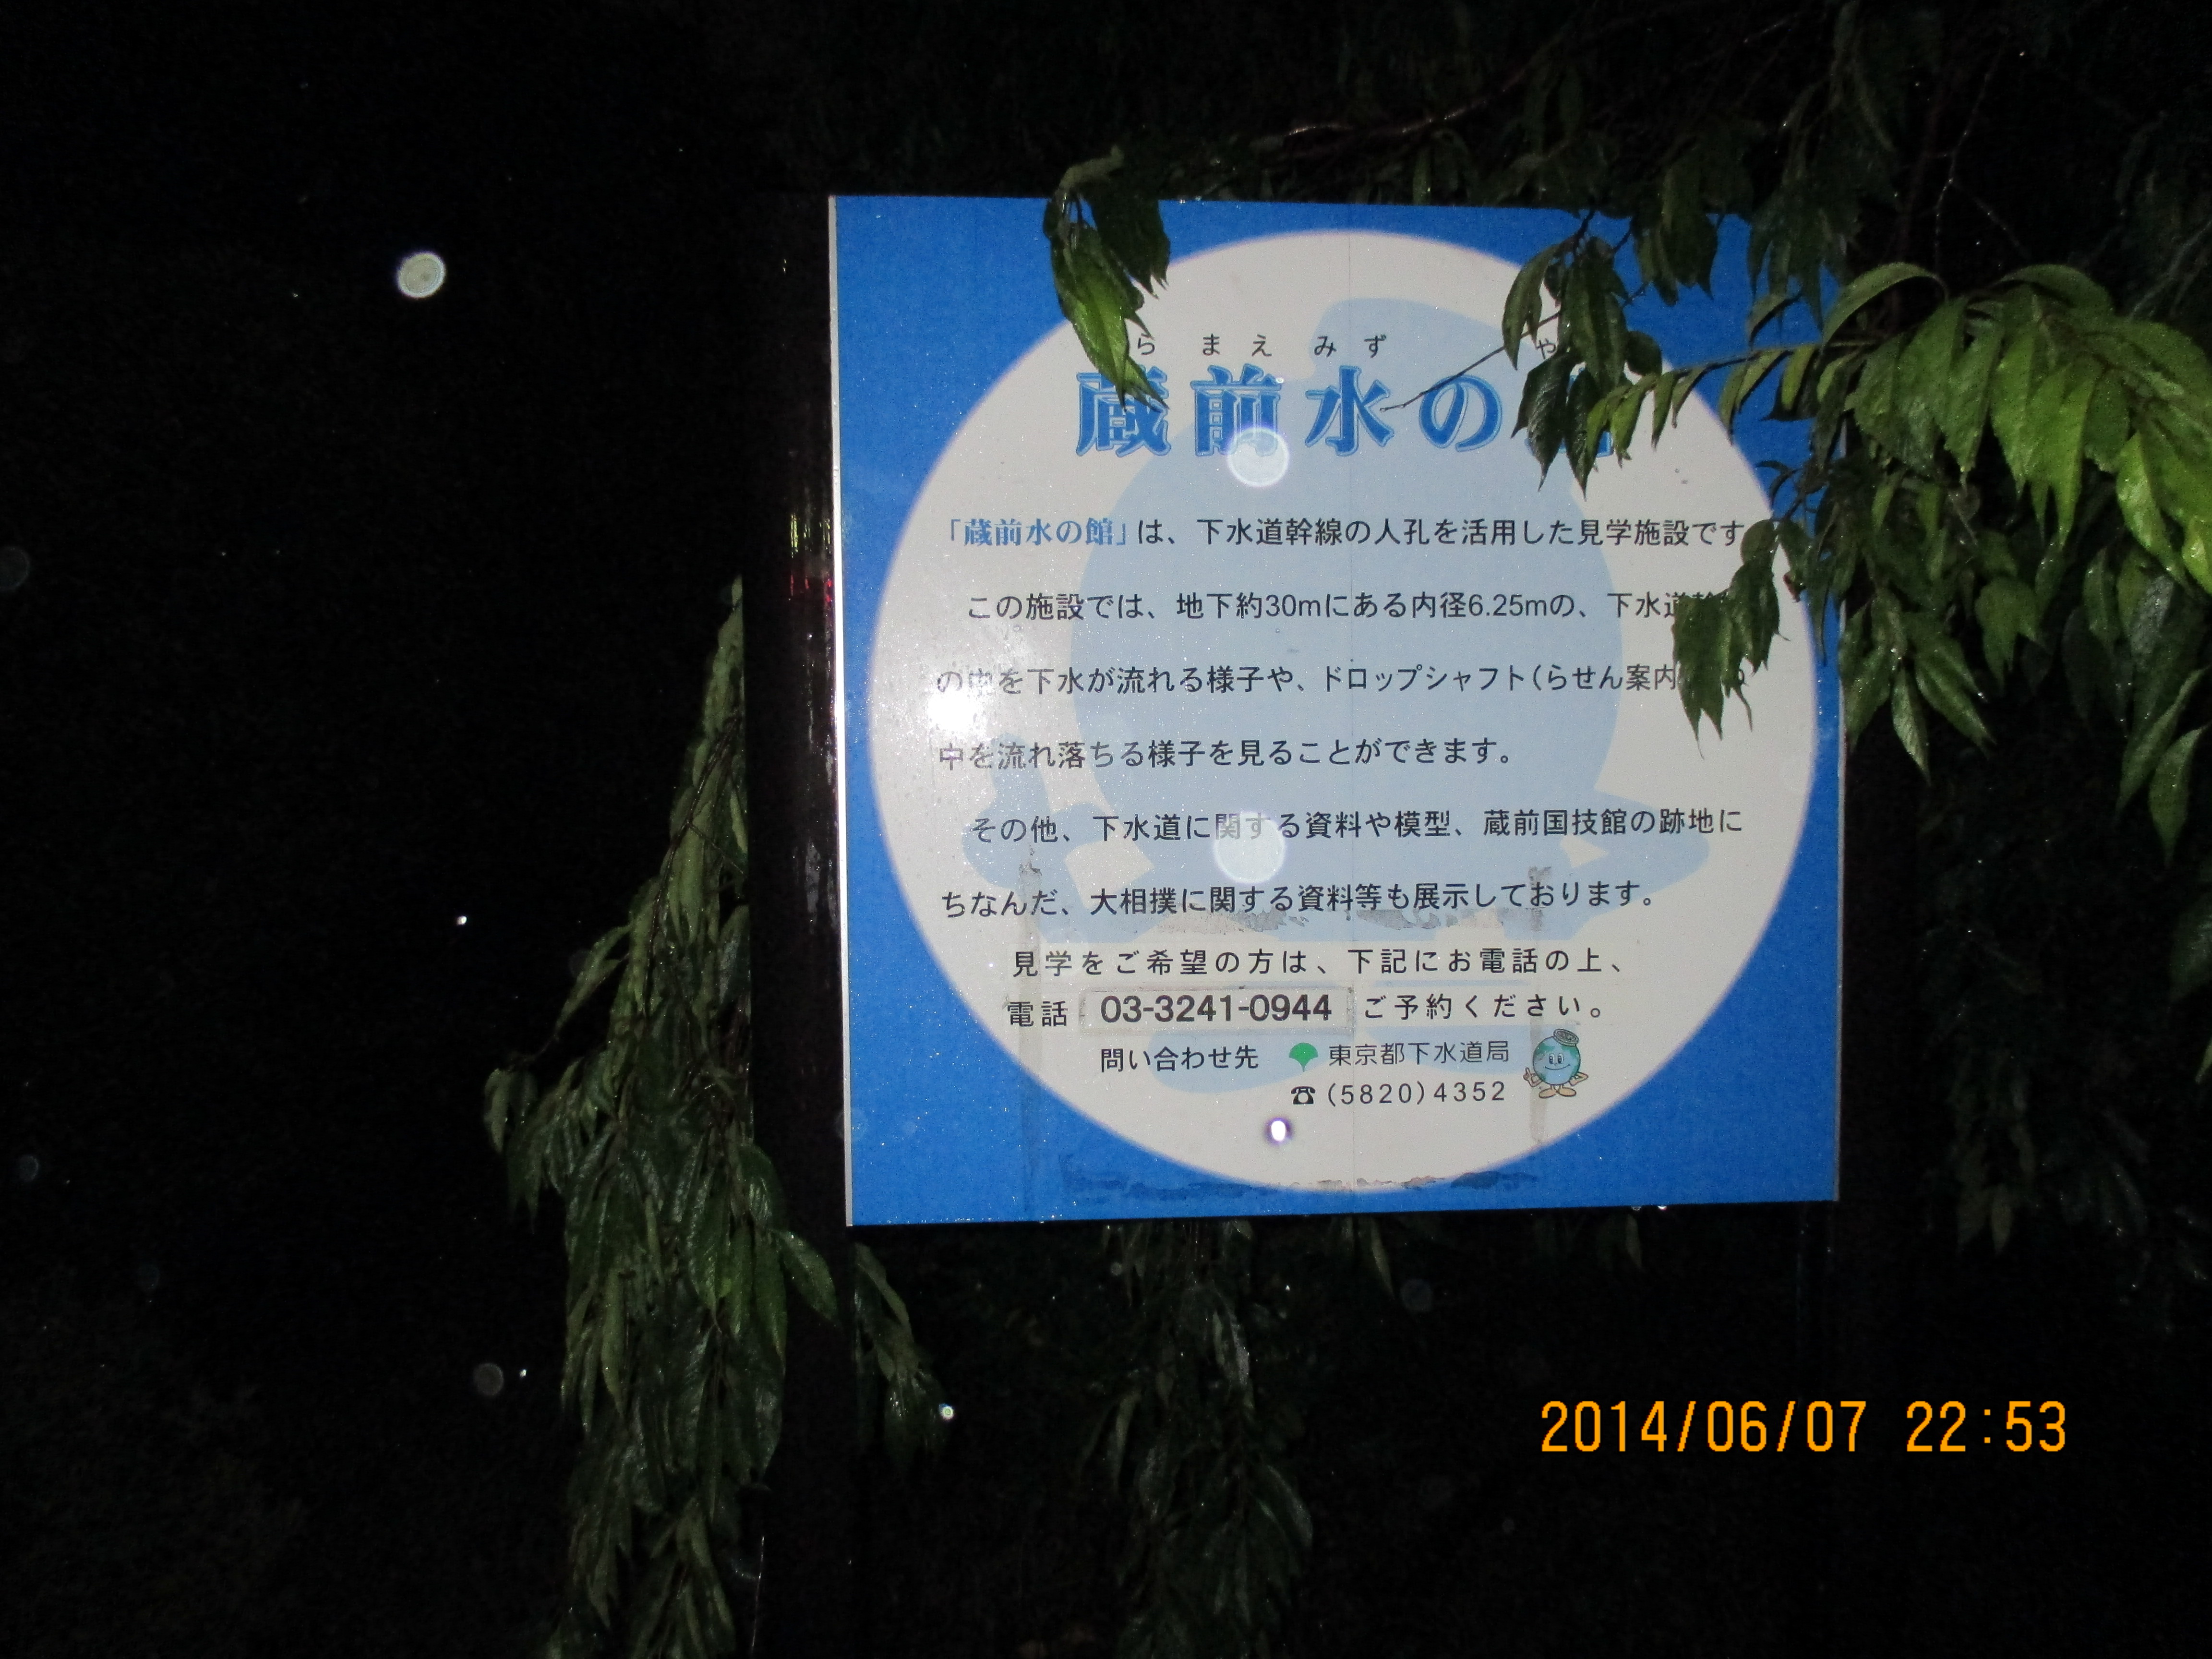 らまえみず や
蔵前水の
「蔵前水の館」は、下水道幹線の人孔を活用した見学施設です
この施設では、地下約30mにある内径6.25mの、下水道幹線
の中を下水が流れる様子や、ドロップシャフト(らせん案内
中を流れ落ちる様子を見ることができます。
その他、下水道に関する資料や模型、蔵前国技館の跡地に
ちなんだ、大相撲に関する資料等も展示しております。
見学をご希望の方は、下記にお電話の上、
電話 03-3241-0944 ご予約ください。
問い合わせ先 東京都下水道局
☎(5820)4352
2014/06/07 22:53